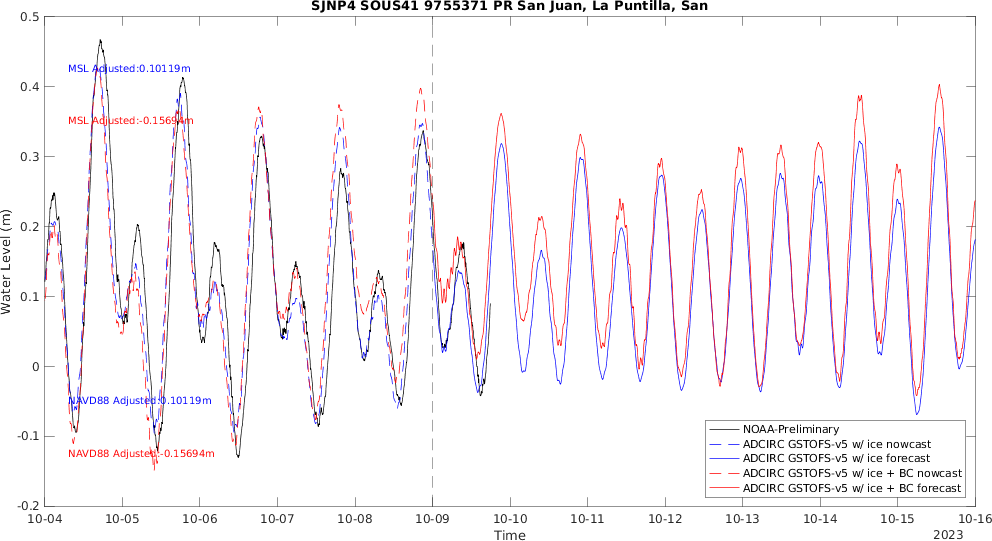 SJNP4 SOUS41 9755371 PR San Juan, La Puntilla, San
Water Level (m)
0.5
0.4
0.3
0.2
0.1
0
-0.1
-0.2
MSL Adjusted:0.10119m
MSL Adjusted:-0.15694m
NAVD88 Adjusted:0.10119m
NAVD88 Adjusted:-0.15694m
NOAA-Preliminary
ADCIRC GSTOFS-v5 w/ ice nowcast
ADCIRC GSTOFS-v5 w/ ice forecast
ADCIRC GSTOFS-v5 w/ ice + BC nowcast
ADCIRC GSTOFS-v5 w/ ice + BC forecast
10-04 10-05 10-06 10-07 10-08 10-09 10-10 10-11 10-12 10-13 10-14 10-15 10-16
Time
2023